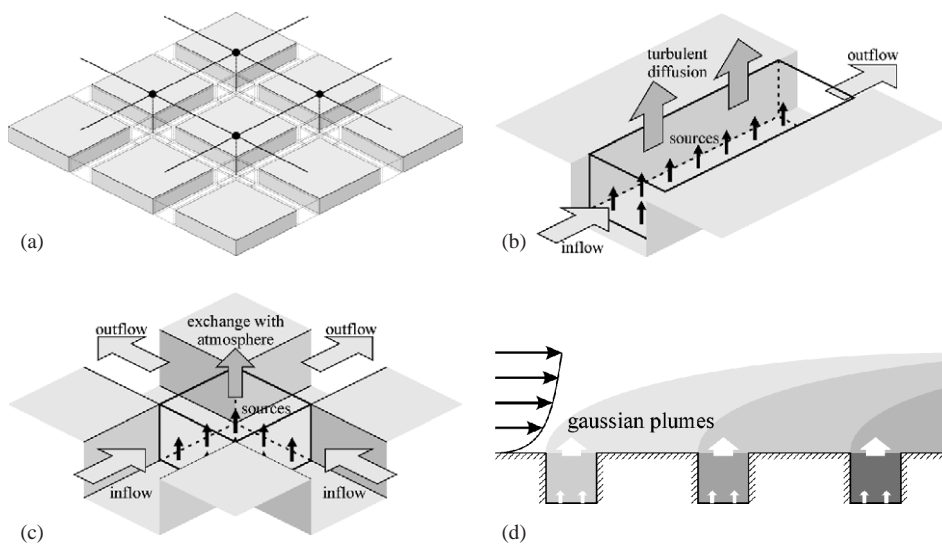 (a)
turbulent
diffusion
outflow
sources
inflow
(b)
outflow
exchange with
atmosphere
outflow
sources
inflow
inflow
(c)
gaussian plumes
(d)